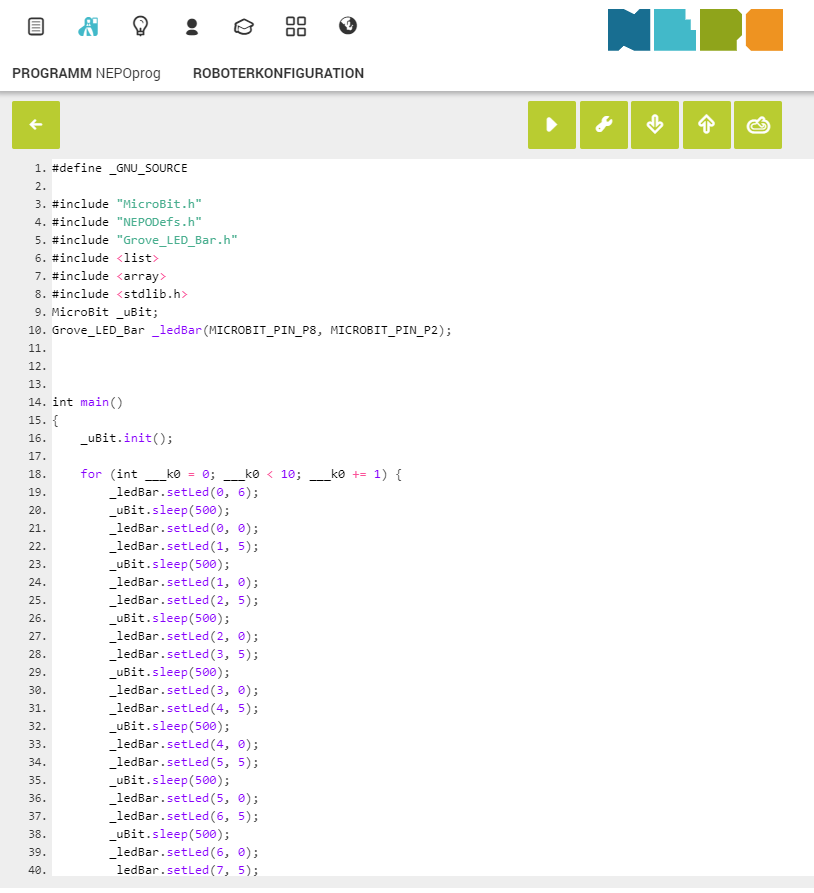 NEPO
PROGRAMM NEPOprog ROBOTERKONFIGURATION
1. #define _GNU_SOURCE
2.
3. #include "MicroBit.h"
4. #include "NEPODefs.h"
5. #include "Grove_LED_Bar.h"
6. #include <list>
7. #include <array>
8. #include <stdlib.h>
9. MicroBit _uBit;
10. Grove_LED_Bar _ledBar(MICROBIT_PIN_P8, MICROBIT_PIN_P2);
11.
12.
13.
14. int main()
15. {
16.     _uBit.init();
17.
18.     for (int ___k0 = 0; ___k0 < 10; ___k0 += 1) {
19.         _ledBar.setLed(0, 6);
20.         _uBit.sleep(500);
21.         _ledBar.setLed(0, 0);
22.         _ledBar.setLed(1, 5);
23.         _uBit.sleep(500);
24.         _ledBar.setLed(1, 0);
25.         _ledBar.setLed(2, 5);
26.         _uBit.sleep(500);
27.         _ledBar.setLed(2, 0);
28.         _ledBar.setLed(3, 5);
29.         _uBit.sleep(500);
30.         _ledBar.setLed(3, 0);
31.         _ledBar.setLed(4, 5);
32.         _uBit.sleep(500);
33.         _ledBar.setLed(4, 0);
34.         _ledBar.setLed(5, 5);
35.         _uBit.sleep(500);
36.         _ledBar.setLed(5, 0);
37.         _ledBar.setLed(6, 5);
38.         _uBit.sleep(500);
39.         _ledBar.setLed(6, 0);
40.         ledBar.setLed(7, 5);